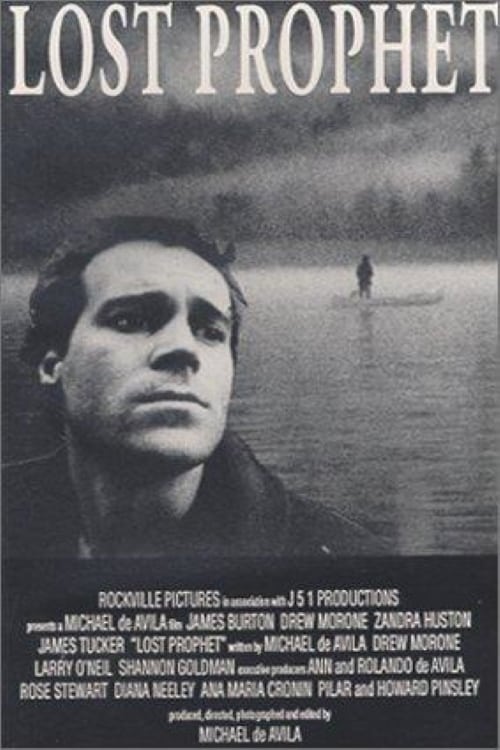 LOST PROPHET
ROCKVILLE PICTURES in association with J 5 1 PRODUCTIONS
presents a MICHAEL de AVILA film JAMES BURTON DREW MORONE ZANDRA HUSTON
JAMES TUCKER "LOST PROPHET" written by MICHAEL de AVILA DREW MORONE
LARRY O'NEIL SHANNON GOLDMAN executive producers ANN and ROLANDO de AVILA
ROSE STEWART DIANA NEELEY ANA MARIA CRONIN PILAR and HOWARD PINSLEY
produced, directed, photographed and edited by
MICHAEL de AVILA